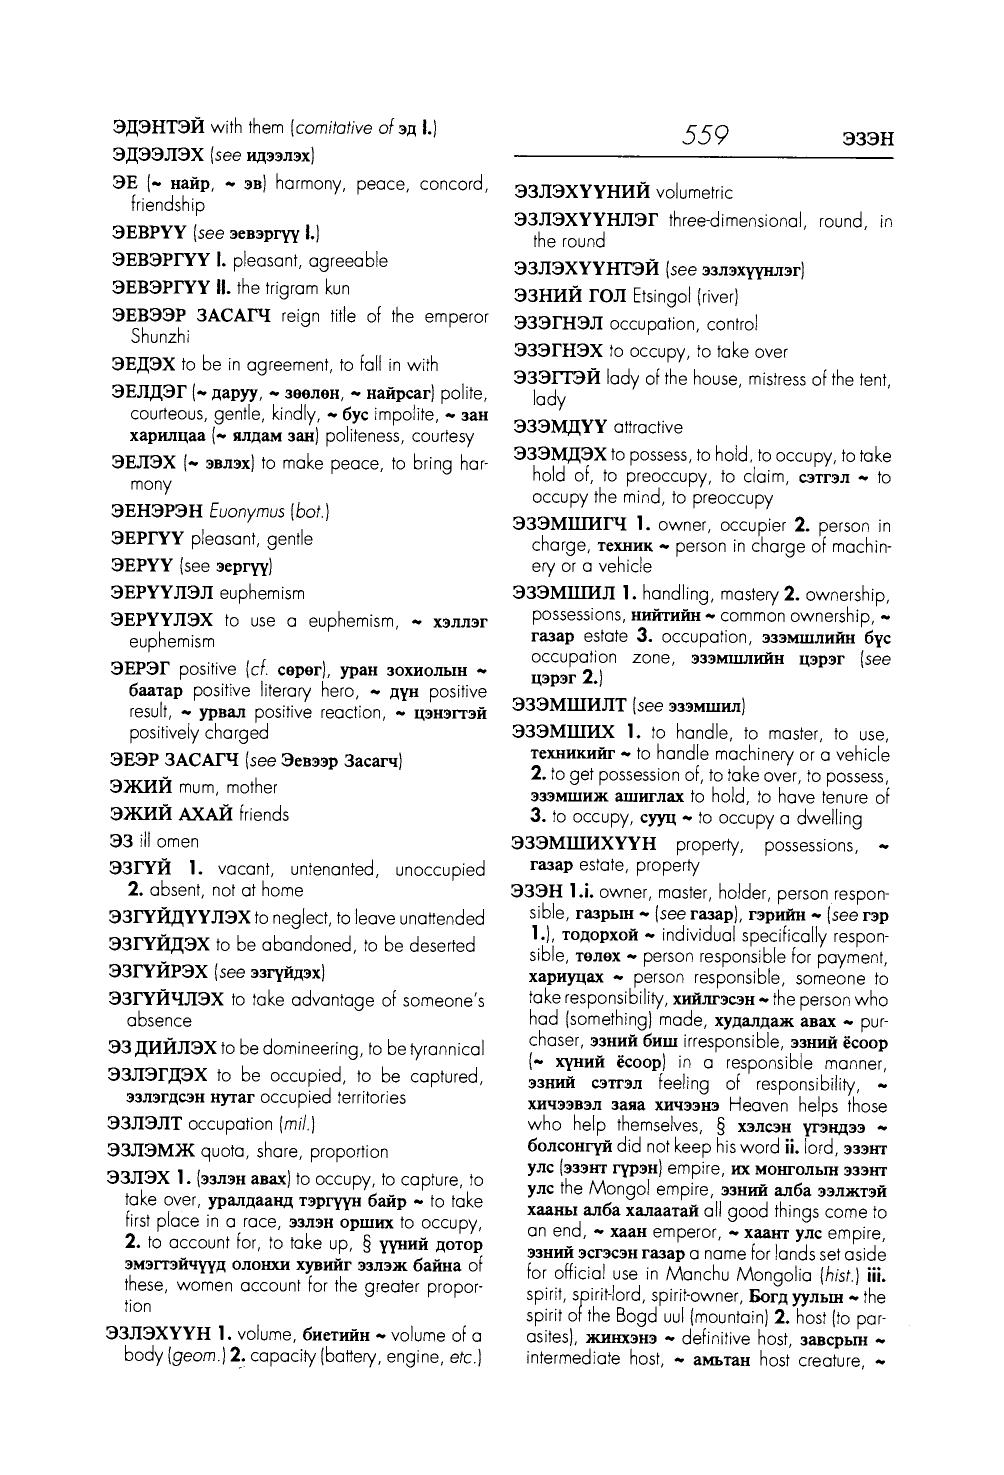 ЭДЭНТЭЙ with them (comitative of эд I.)
ЭДЭЭЛЭХ (see идээлэх)
ЭЕ (~ найр, ~ эв) harmony, peace, concord,
friendship
ЭЕВРҮҮ (see эевэргүү I.)
ЭЕВЭРГҮҮ I. pleasant, agreeable
ЭЕВЭРГҮҮ II. the trigram kun
ЭЕВЭЭР ЗАСАГЧ reign title of the emperor
Shunzhi
ЭЕДЭХ to be in agreement, to fall in with
ЭЕЛДЭГ (~ даруу, ~ зөөлөн, ~ найрсаг) polite,
courteous, gentle, kindly, ~ бус impolite, ~ зан
харилцаа (~ ялдам зан) politeness, courtesy
ЭЕЛЭХ (~ эвлэх) to make peace, to bring har-
mony
ЭЕНЭРЭН Euonymus (bot.)
ЭЕРГҮҮ pleasant, gentle
ЭЕРҮҮ (see эергүү)
ЭЕРҮҮЛЭЛ euphemism
ЭЕРҮҮЛЭХ to use a euphemism, ~ хэллэг
euphemism
ЭЕРЭГ positive (cf. сөрөг), уран зохиолын ~
баатар positive literary hero, ~ дүн positive
result, ~ урвал positive reaction, ~ цэнэгтэй
positively charged
ЭЕЭР ЗАСАГЧ (see Эевээр Засагч)
ЭЖИЙ mum, mother
ЭЖИЙ АХАЙ friends
ЭЗ ill omen
ЭЗГҮЙ 1. vacant, untenanted, unoccupied
2. absent, not at home
ЭЗГҮЙДҮҮЛЭХ to neglect, to leave unattended
ЭЗГҮЙДЭХ to be abandoned, to be deserted
ЭЗГҮЙРЭХ (see эзгүйдэх)
ЭЗГҮЙЧЛЭХ to take advantage of someone's
absence
ЭЗ ДИЙЛЭХ to be domineering, to be tyrannical
ЭЗЛЭГДЭХ to be occupied, to be captured,
эзлэгдсэн нутаг occupied territories
ЭЗЛЭЛТ occupation (mil.)
ЭЗЛЭМЖ quota, share, proportion
ЭЗЛЭХ 1. (эзлэн авах) to occupy, to capture, to
take over, уралдаанд тэргүүн байр ~ to take
first place in a race, эзлэн орших to occupy,
2. to account for, to take up, § үүний дотор
эмэгтэйчүүд олонхи хувийг эзлэж байна of
these, women account for the greater propor-
tion
ЭЗЛЭХҮҮН 1. volume, биетийн ~ volume of a
body (geom.) 2. capacity (battery, engine, etc.)
559 ЭЗЭН
ЭЗЛЭХҮҮНИЙ volumetric
ЭЗЛЭХҮҮНЛЭГ three-dimensional, round, in
the round
ЭЗЛЭХҮҮНТЭЙ (see эзлэхүүнлэг)
ЭЗНИЙ ГОЛ Etsingol (river)
ЭЗЭГНЭЛ occupation, control
ЭЗЭГНЭХ to occupy, to take over
ЭЗЭГТЭЙ lady of the house, mistress of the tent,
lady
ЭЗЭМДҮҮ attractive
ЭЗЭМДЭХ to possess, to hold, to occupy, to take
hold of, to preoccupy, to claim, сэтгэл ~ to
occupy the mind, to preoccupy
ЭЗЭМШИГЧ 1. owner, occupier 2. person in
charge, техник ~ person in charge of machin-
ery or a vehicle
ЭЗЭМШИЛ 1. handling, mastery 2. ownership,
possessions, нийтийн ~ common ownership, ~
газар estate 3. occupation, эзэмшлийн бүс
occupation zone, эзэмшлийн цэрэг (see
цэрэг 2.)
ЭЗЭМШИЛТ (see эзэмшил)
ЭЗЭМШИХ 1. to handle, to master, to use,
техникийг ~ to handle machinery or a vehicle
2. to get possession of, to take over, to possess,
эзэмшиж ашиглах to hold, to have tenure of
3. to occupy, сууц ~ to occupy a dwelling
ЭЗЭМШИХҮҮН property, possessions, ~
газар estate, property
ЭЗЭН 1.i. owner, master, holder, person respon-
sible, газрын ~ (see газар), гэрийн ~ (see гэр
1.), тодорхой ~ individual specifically respon-
sible, төлөх ~ person responsible for payment,
хариуцах ~ person responsible, someone to
take responsibility, хийлгэсэн ~ the person who
had (something) made, худалдаж авах ~ pur-
chaser, эзний биш irresponsible, эзний ёсоор
(~ хүний ёсоор) in a responsible manner,
эзний сэтгэл feeling of responsibility, ~
хичээвэл заяа хичээнэ Heaven helps those
who help themselves, § хэлсэн үгэндээ ~
болсонгүй did not keep his word ii. lord, эзэнт
улс (эзэнт гүрэн) empire, их монголын эзэнт
улс the Mongol empire, эзний алба ээлжтэй
хааны алба халаатай all good things come to
an end, ~ хаан emperor, ~ хаант улс empire,
эзний эсгэсэн газар a name for lands set aside
for official use in Manchu Mongolia (hist.) iii.
spirit, spirit-lord, spirit-owner, Богд уулын ~ the
spirit of the Bogd uul (mountain) 2. host (to par-
asites), жинхэнэ ~ definitive host, завсрын ~
intermediate host, ~ амьтан host creature, ~